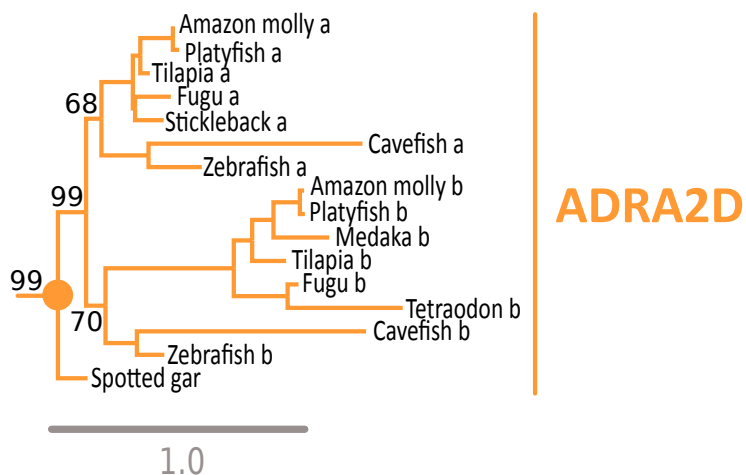 Amazon molly a
Platyfish a
Tilapia a
68
Fugu a
Stickleback a
Cavefish a
Zebrafish a
Amazon molly b
99
Platyfish b
ADRA2D
Medaka b
Tilapia b
99
Fugu b
Tetraodon b
70
Cavefish b
Zebrafish b
Spotted gar
1.0